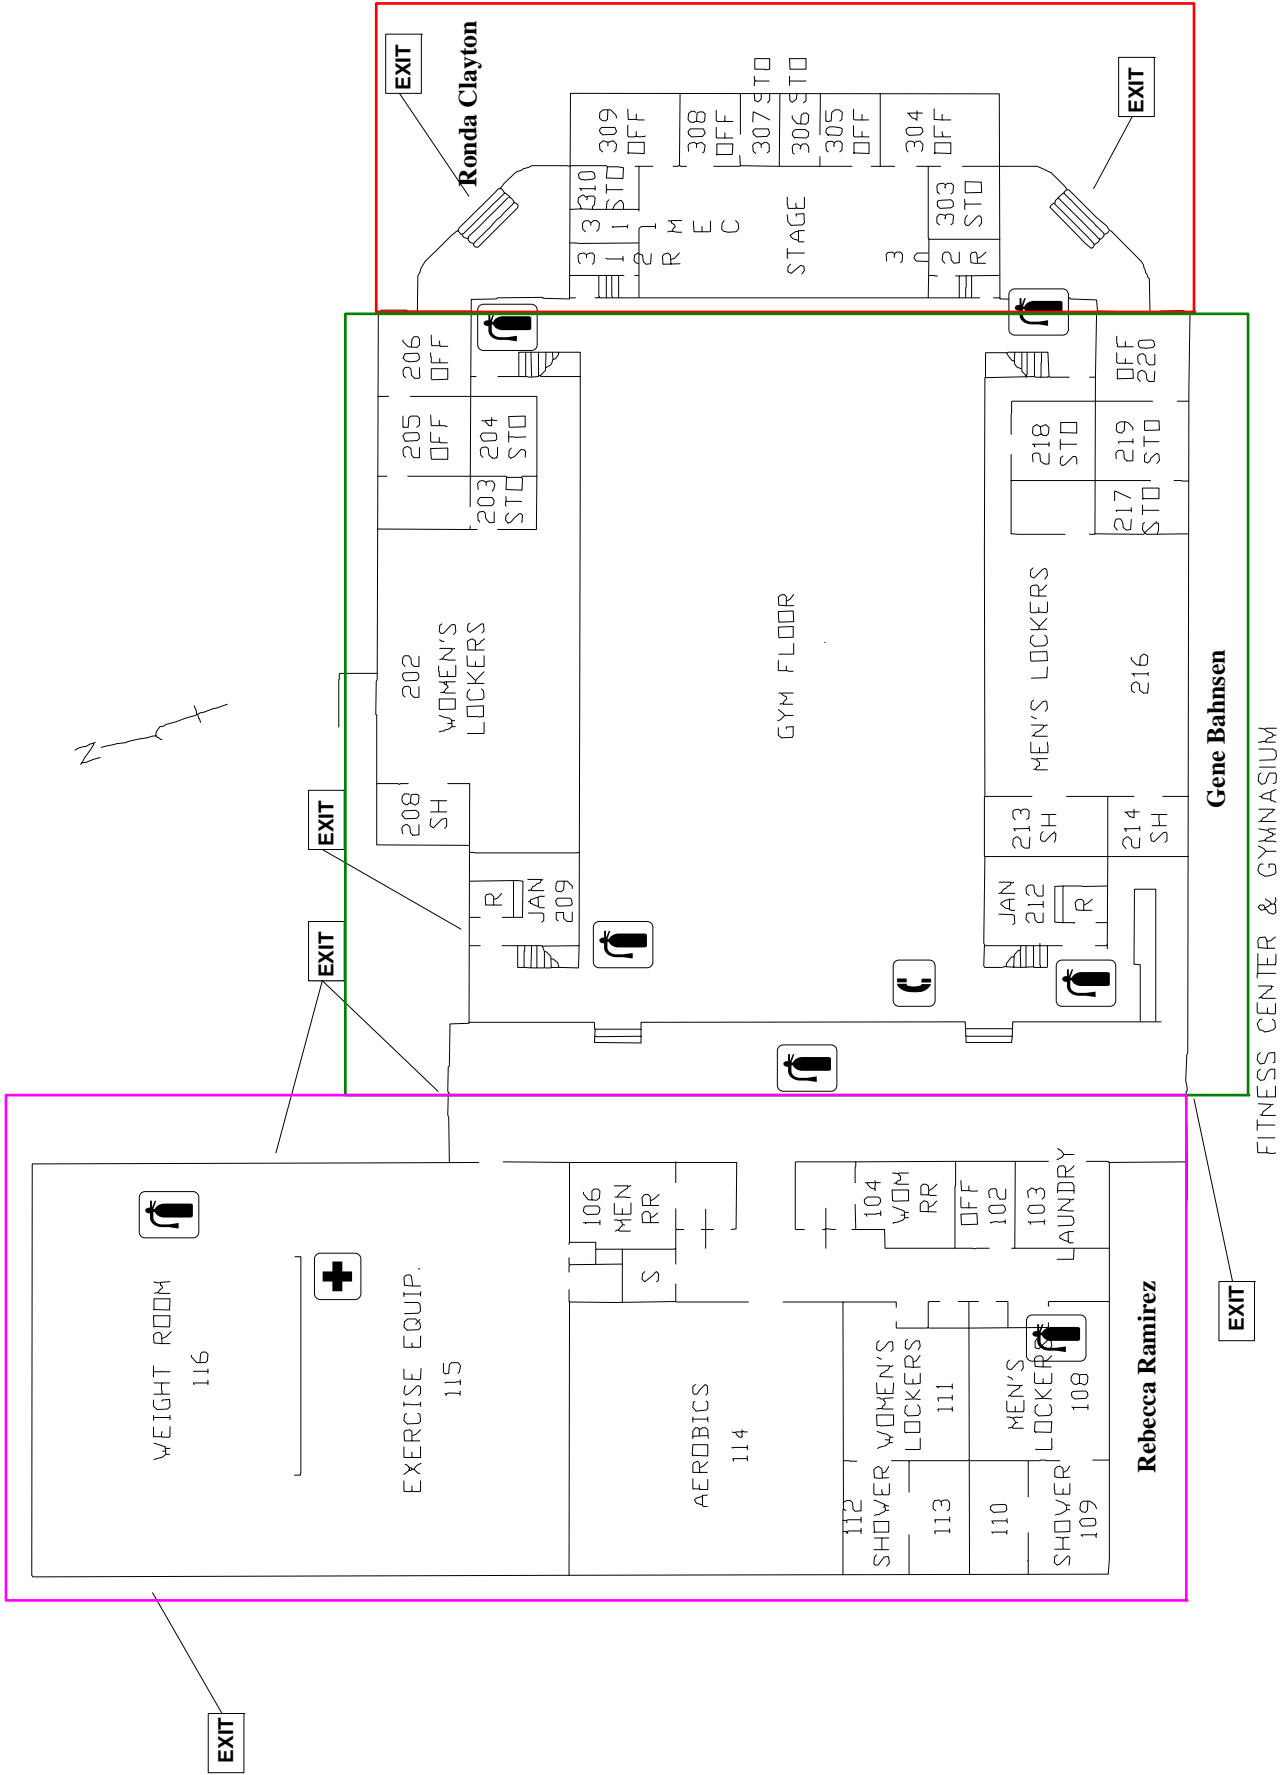 EXIT
Ronda Clayton
EXIT
309
OFF
308
OFF
307 STO
306 STO
305
OFF
304
OFF
310
STO
311
MEC
312
R
STAGE
303
STO
302
R
206
OFF
205
OFF
204
STO
203
STO
202
WOMEN'S
LOCKERS
208
SH
R
JAN
209
GYM FLOOR
OFF
220
218
STO
219
STO
217
STO
MEN'S LOCKERS
216
213
SH
214
SH
JAN
212
R
Gene Bahnsen
EXIT
EXIT
N
WEIGHT ROOM
116
EXERCISE EQUIP.
115
106
MEN
RR
S
104
WOM
RR
OFF
102
103
LAUNDRY
AEROBICS
114
WOMEN'S
LOCKERS
111
MEN'S
LOCKERS
108
112
SHOWER
113
110
SHOWER
109
Rebecca Ramirez
EXIT
EXIT
FITNESS CENTER & GYMNASIUM